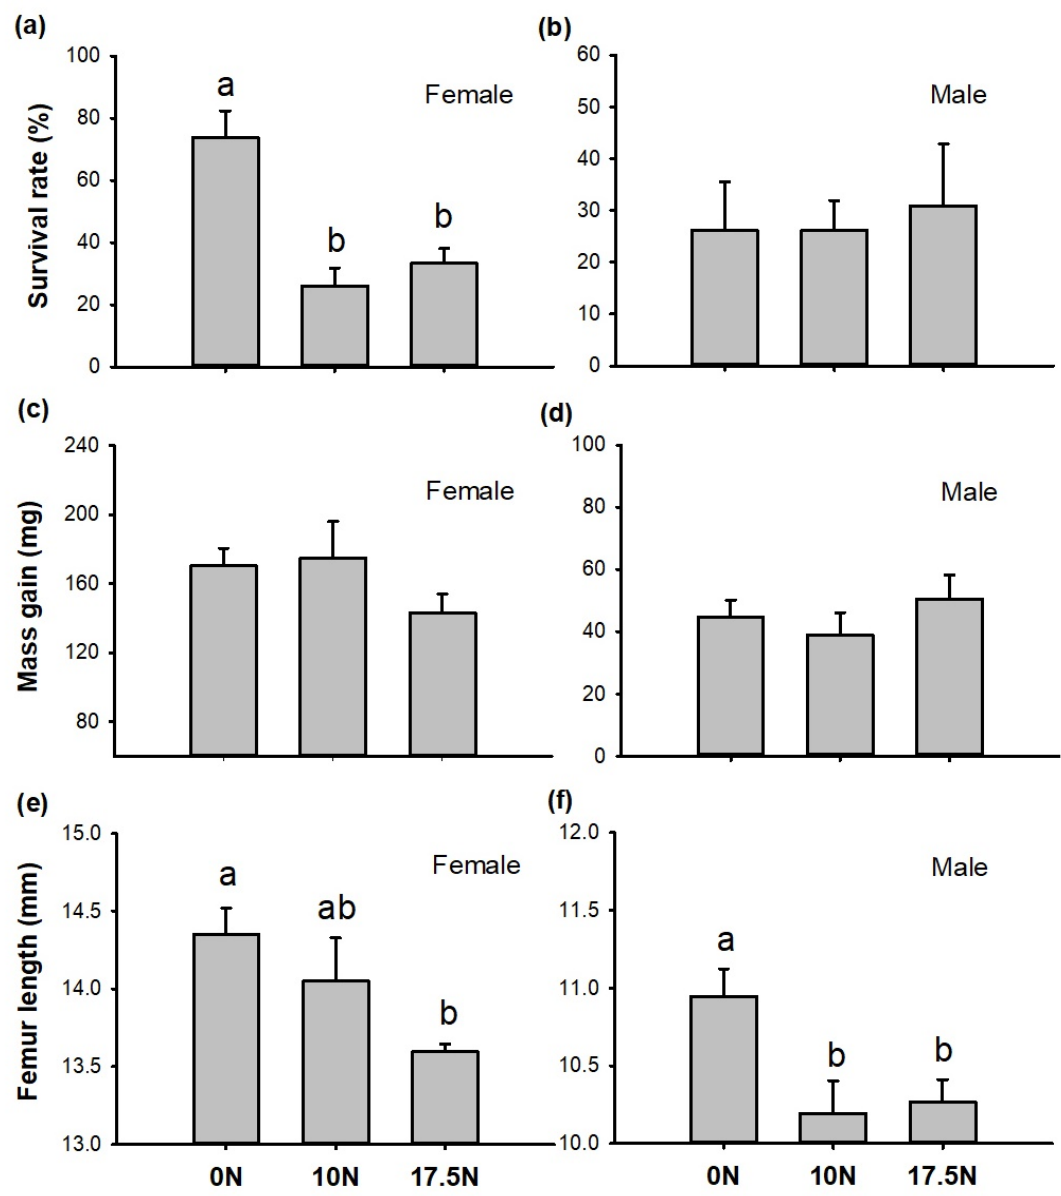 (a)
100
80
60
40
20
0
Survival rate (%)
Female
a
b
b
(b)
60
50
40
30
20
10
0
Male
(c)
240
200
160
120
80
Mass gain (mg)
Female
(d)
100
80
60
40
20
0
Male
(e)
15.0
14.5
14.0
13.5
13.0
Femur length (mm)
Female
a
ab
b
0N 10N 17.5N
(f)
12.0
11.5
11.0
10.5
10.0
Male
a
b
b
0N 10N 17.5N